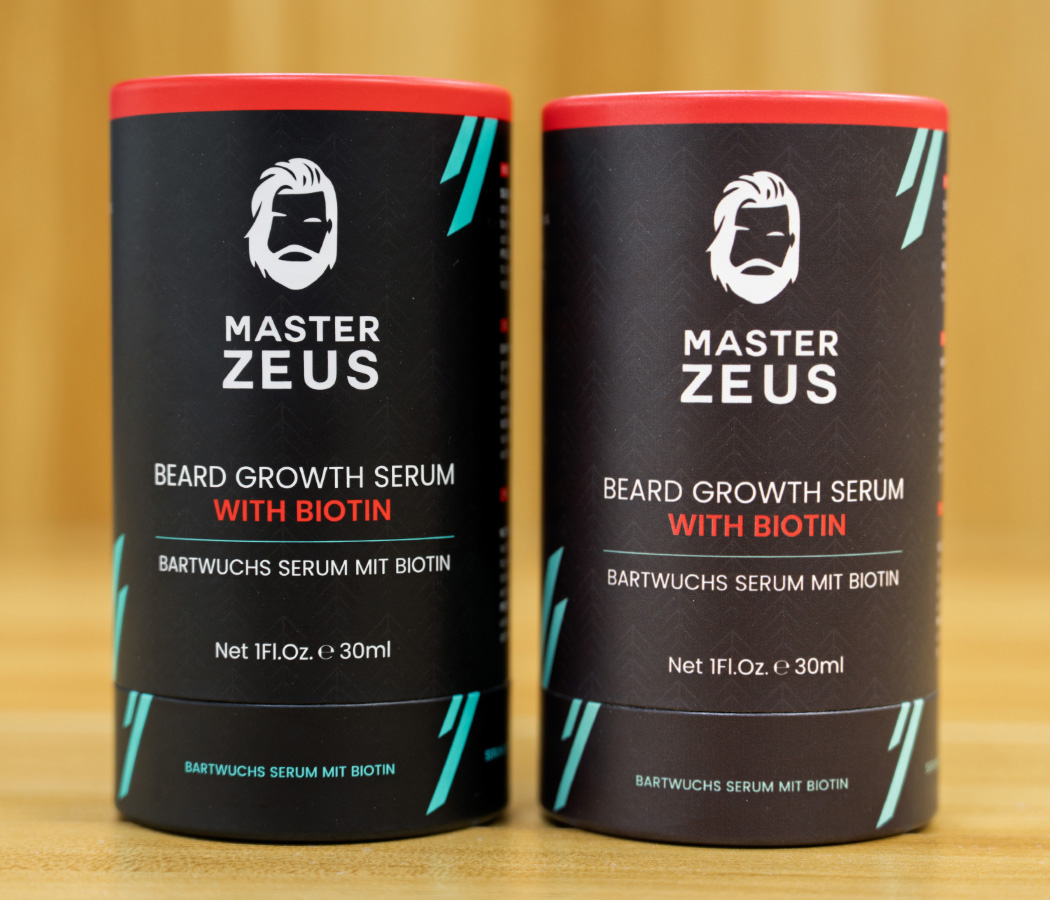 MASTER
ZEUS
BEARD GROWTH SERUM
WITH BIOTIN
BARTWUCHS SERUM MIT BIOTIN
Net 1Fl.Oz. ℮ 30ml
BARTWUCHS SERUM MIT BIOTIN
MASTER
ZEUS
BEARD GROWTH SERUM
WITH BIOTIN
BARTWUCHS SERUM MIT BIOTIN
Net 1Fl.Oz. ℮ 30ml
BARTWUCHS SERUM MIT BIOTIN